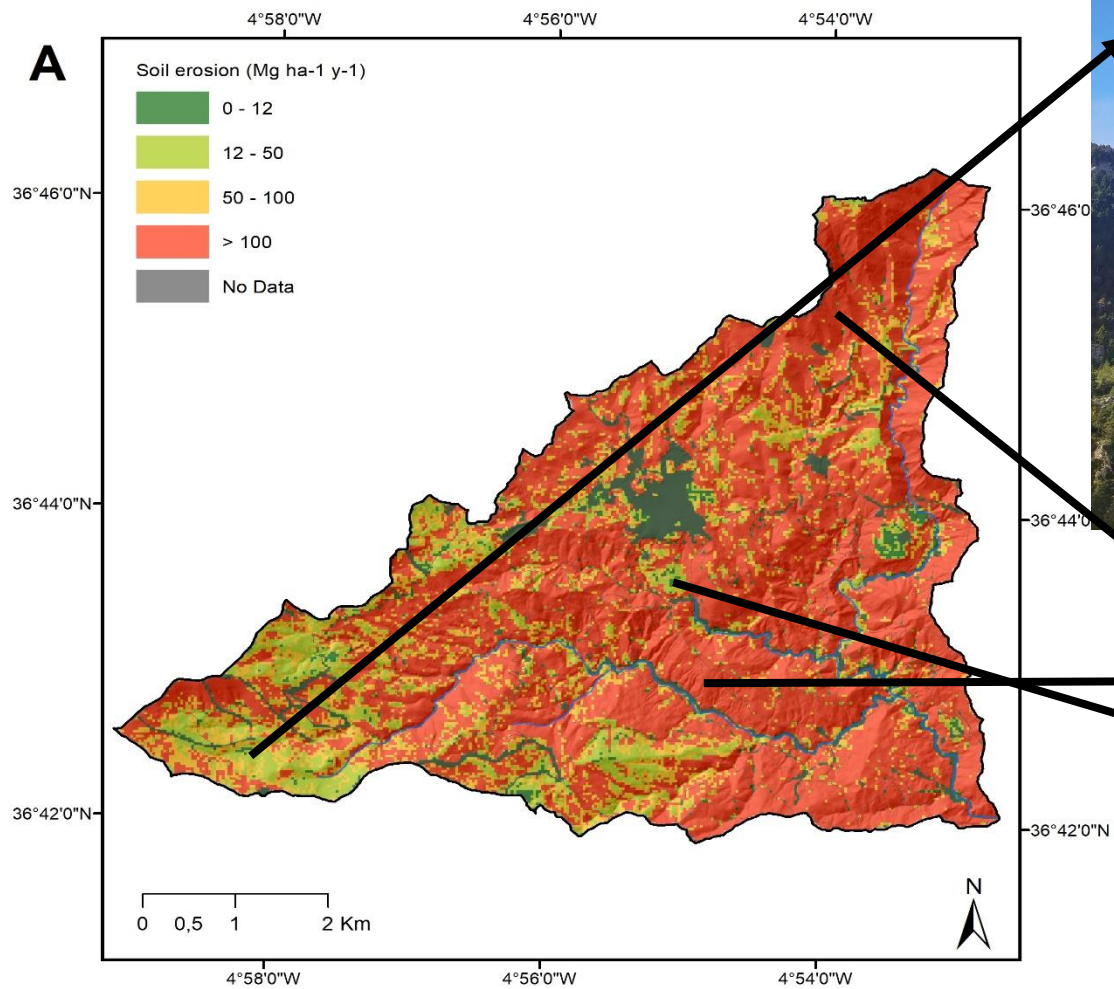 4°58'0"W 4°56'0"W 4°54'0"W
A
Soil erosion (Mg ha-1 y-1)
0 - 12
12 - 50
50 - 100
> 100
No Data
36°46'0"N
36°46'0
36°44'0"N
36°44'0
36°42'0"N
36°42'0"N
N
0 0,5 1 2 Km
4°58'0"W 4°56'0"W 4°54'0"W